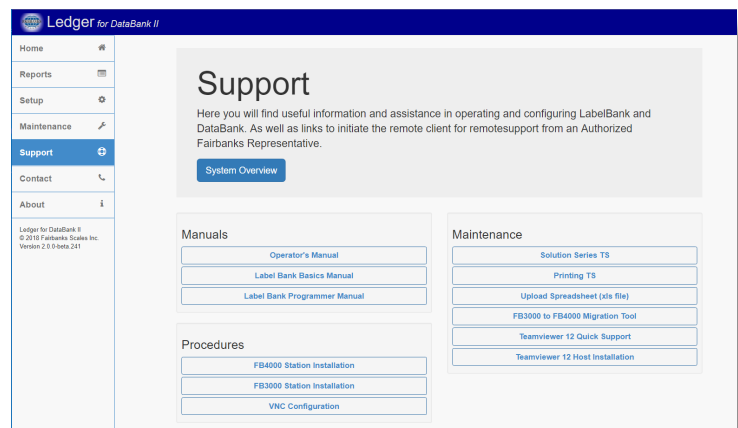 Ledger for DataBank II
Home
Reports
Setup
Maintenance
Support
Contact
About
Ledger for DataBank II
© 2018 Fairbanks Scales Inc.
Version 2.0.0-beta.241
Support
Here you will find useful information and assistance in operating and configuring LabelBank and
DataBank. As well as links to initiate the remote client for remotesupport from an Authorized
Fairbanks Representative.
System Overview
Manuals
Operator's Manual
Label Bank Basics Manual
Label Bank Programmer Manual
Procedures
FB4000 Station Installation
FB3000 Station Installation
VNC Configuration
Maintenance
Solution Series TS
Printing TS
Upload Spreadsheet (xls file)
FB3000 to FB4000 Migration Tool
Teamviewer 12 Quick Support
Teamviewer 12 Host Installation